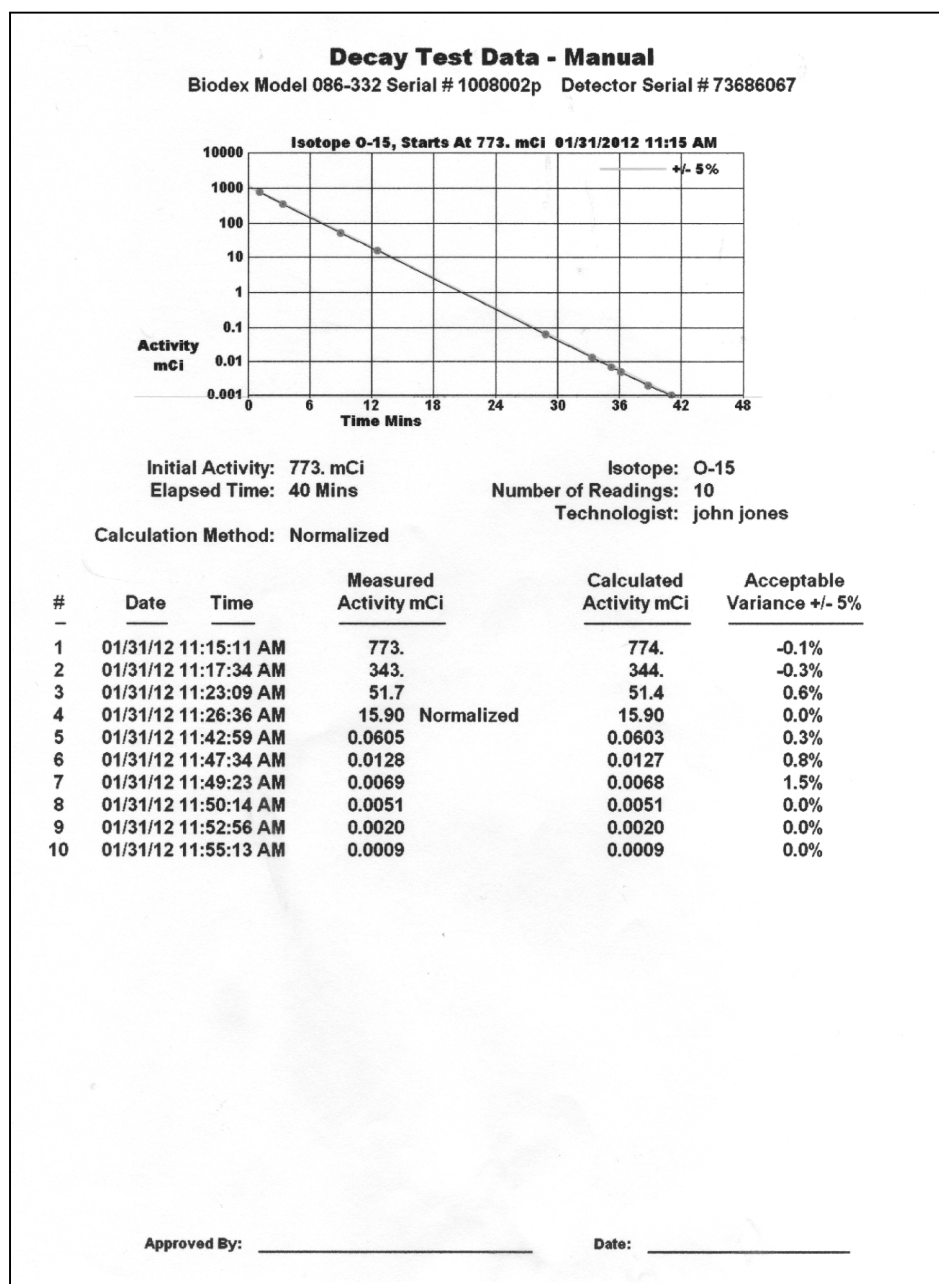 Decay Test Data - Manual
Biodex Model 086-332 Serial # 1008002p Detector Serial # 73686067
Isotope O-15, Starts At 773. mCi 01/31/2012 11:15 AM
+/- 5%
10000
1000
100
10
1
0.1
0.01
0.001
Activity
mCi
0 6 12 18 24 30 36 42 48
Time Mins
Initial Activity: 773. mCi Isotope: O-15
Elapsed Time: 40 Mins Number of Readings: 10
Technologist: john jones
Calculation Method: Normalized
Measured Calculated Acceptable
# Date Time Activity mCi Activity mCi Variance +/- 5%
1 01/31/12 11:15:11 AM 773. 774. -0.1%
2 01/31/12 11:17:34 AM 343. 344. -0.3%
3 01/31/12 11:23:09 AM 51.7 51.4 0.6%
4 01/31/12 11:26:36 AM 15.90 Normalized 15.90 0.0%
5 01/31/12 11:42:59 AM 0.0605 0.0603 0.3%
6 01/31/12 11:47:34 AM 0.0128 0.0127 0.8%
7 01/31/12 11:49:23 AM 0.0069 0.0068 1.5%
8 01/31/12 11:50:14 AM 0.0051 0.0051 0.0%
9 01/31/12 11:52:56 AM 0.0020 0.0020 0.0%
10 01/31/12 11:55:13 AM 0.0009 0.0009 0.0%
Approved By: Date: